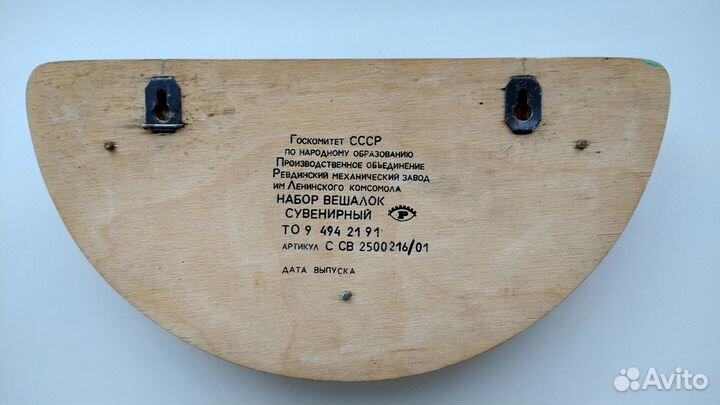 Госкомитет СССР
по народному образованию
Производственное объединение
Ревдинский механический завод
им Ленинского комсомола
НАБОР ВЕШАЛОК
СУВЕНИРНЫЙ Р
ТО 9 494 21 91
артикул С СВ 2500216/01
дата выпуска
Avito